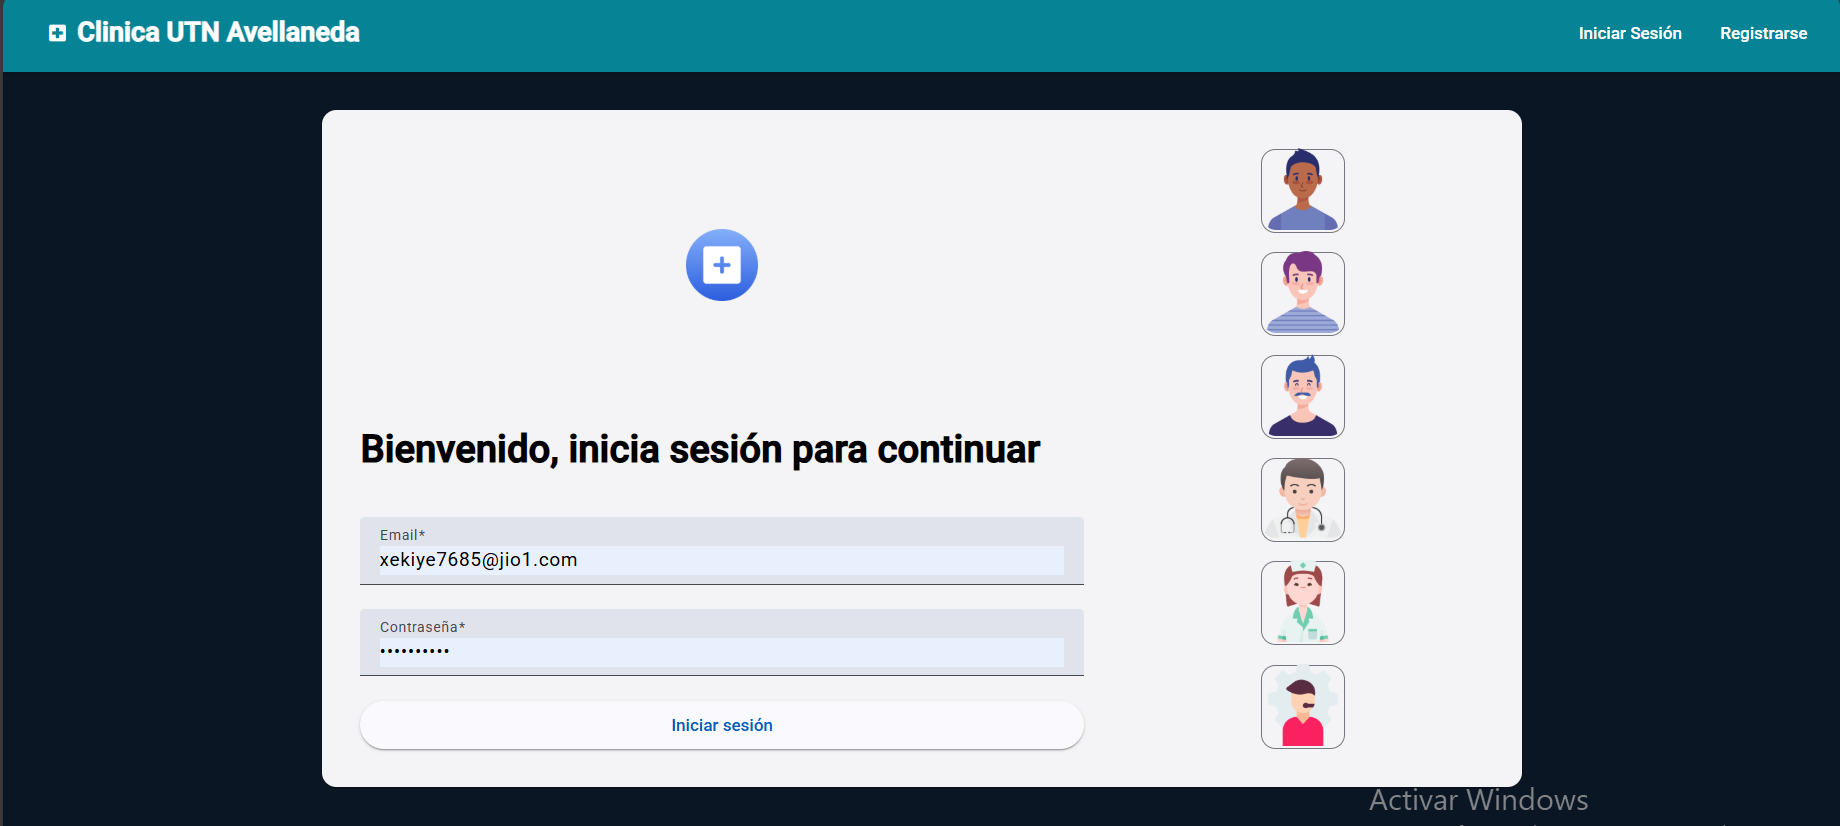 Clinica UTN Avellaneda
Iniciar Sesión
Registrarse
Bienvenido, inicia sesión para continuar
Email*
xekiye7685@jio1.com
Contraseña*
••••••••••
Iniciar sesión
Activar Windows